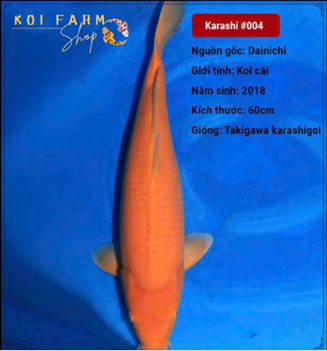 KOI FARM
Shop
Karashi #004
Nguồn gốc: Dainichi
Giới tính: Koi cái
Năm sinh: 2018
Kích thước: 60cm
Giống: Takigawa karashigoi